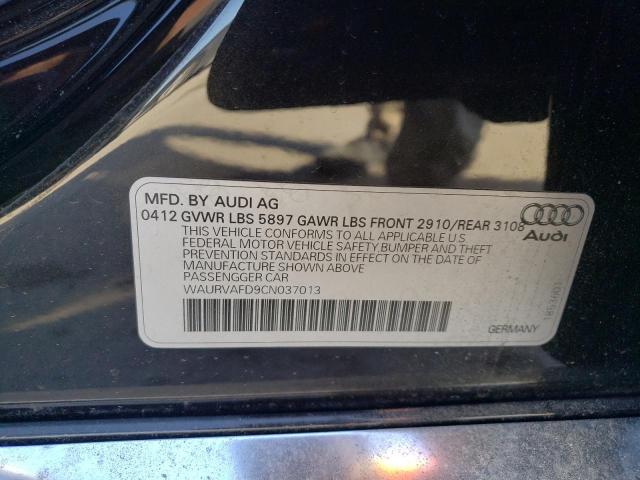 MFD. BY AUDI AG
0412 GVWR LBS 5897 GAWR LBS FRONT 2910/REAR 3108
THIS VEHICLE CONFORMS TO ALL APPLICABLE U.S
FEDERAL MOTOR VEHICLE SAFETY BUMPER AND THEFT
PREVENTION STANDARDS IN EFFECT ON THE DATE OF
MANUFACTURE SHOWN ABOVE
PASSENGGER CAR
WAURVAFD9CN037013
Audi
GERMANY